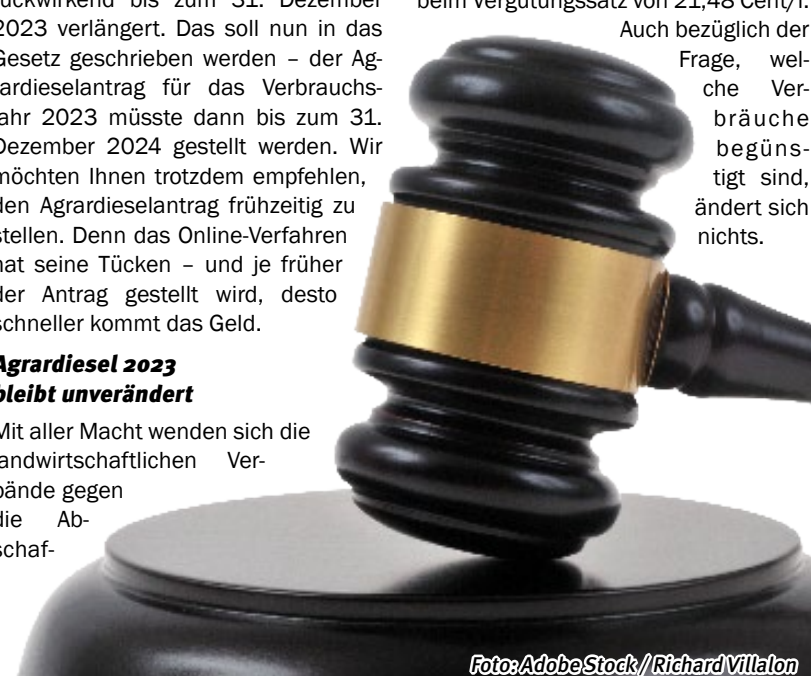 rückwirkend bis zum 31. Dezember
2023 verlängert. Das soll nun in das
Gesetz geschrieben werden – der Ag-
rardieselantrag für das Verbrauchs-
jahr 2023 müsste dann bis zum 31.
Dezember 2024 gestellt werden. Wir
möchten Ihnen trotzdem empfehlen,
den Agrardieselantrag frühzeitig zu
stellen. Denn das Online-Verfahren
hat seine Tücken – und je früher
der Antrag gestellt wird, desto
schneller kommt das Geld.
Agrardiesel 2023
bleibt unverändert
Mit aller Macht wenden sich die
landwirtschaftlichen Ver-
bände gegen
die Ab-
schaf-
beim Vergütungssatz von 21,48 Cent/l.
Auch bezüglich der
Frage, wel-
che Ver-
bräuche
begüns-
tigt sind,
ändert sich
nichts.
Foto: Adobe Stock / Richard Villalon